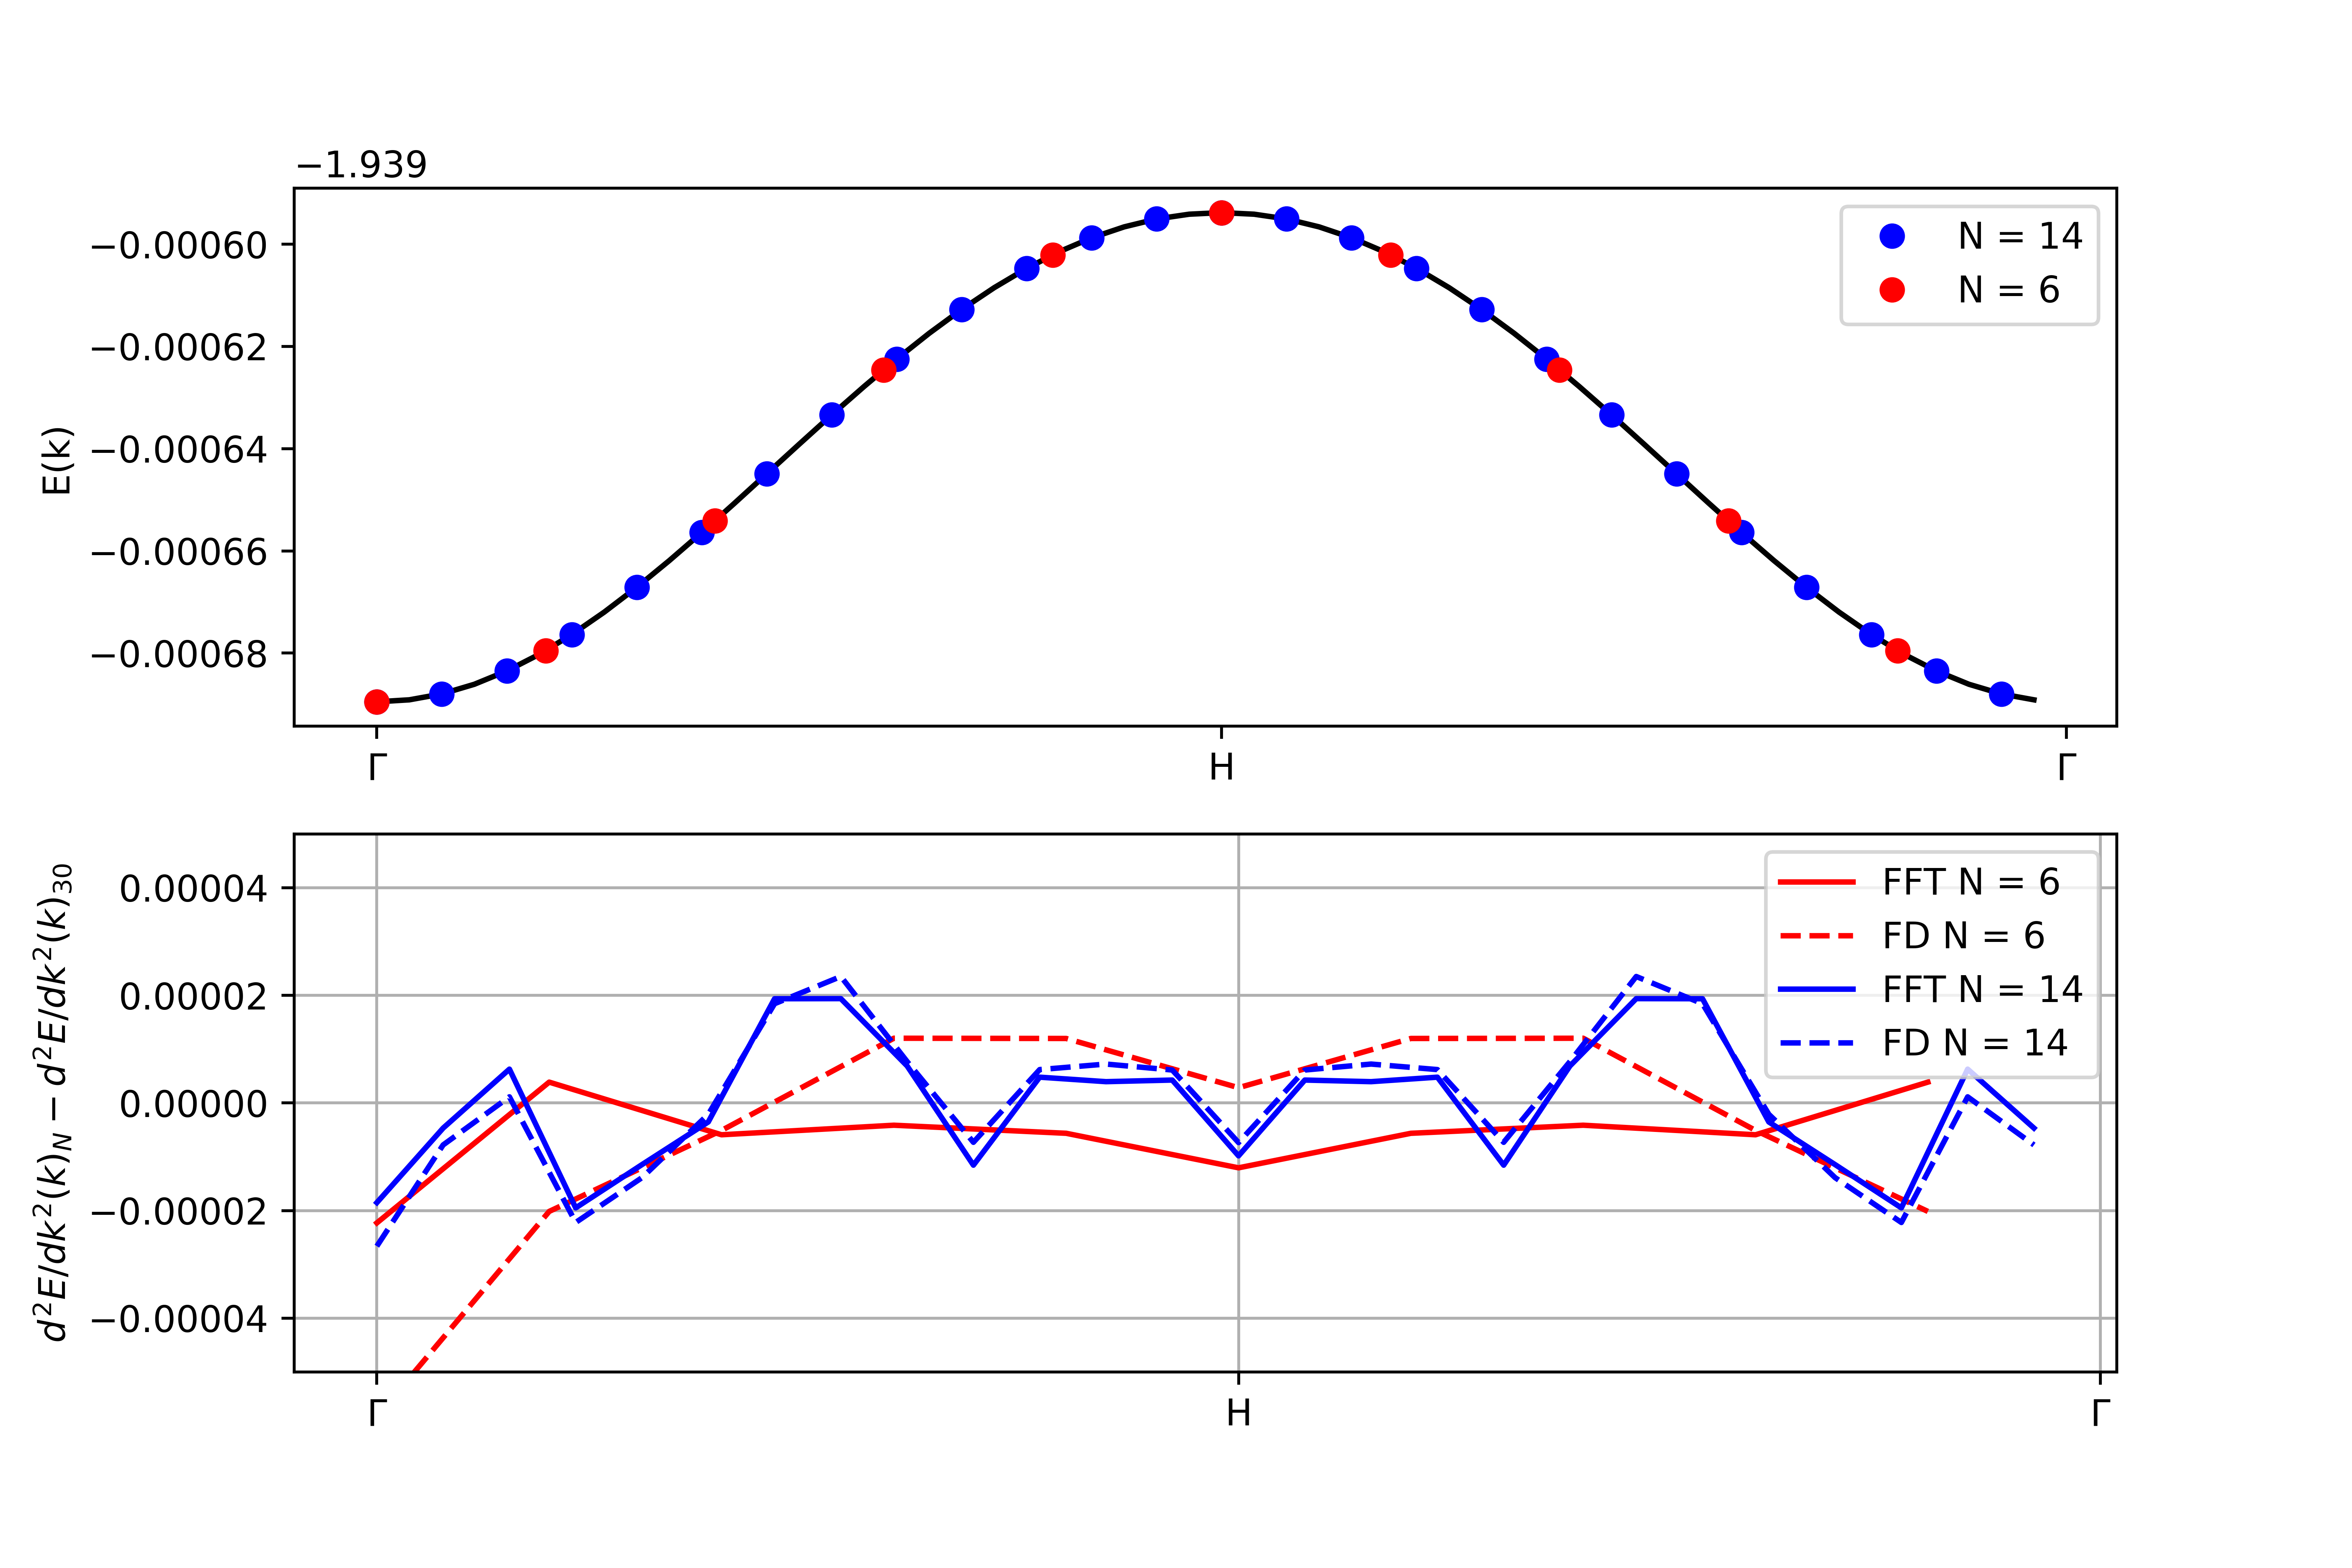 −1.939
−0.00060
−0.00062
−0.00064
−0.00066
−0.00068
E(k)
N = 14
N = 6
Γ H Γ
0.00004
0.00002
0.00000
−0.00002
−0.00004
d²E/dk²(k)_N − d²E/dk²(k)₃₀
FFT N = 6
FD N = 6
FFT N = 14
FD N = 14
Γ H Γ